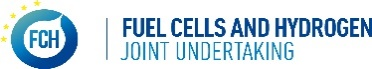 FCH
FUEL CELLS AND HYDROGEN
JOINT UNDERTAKING